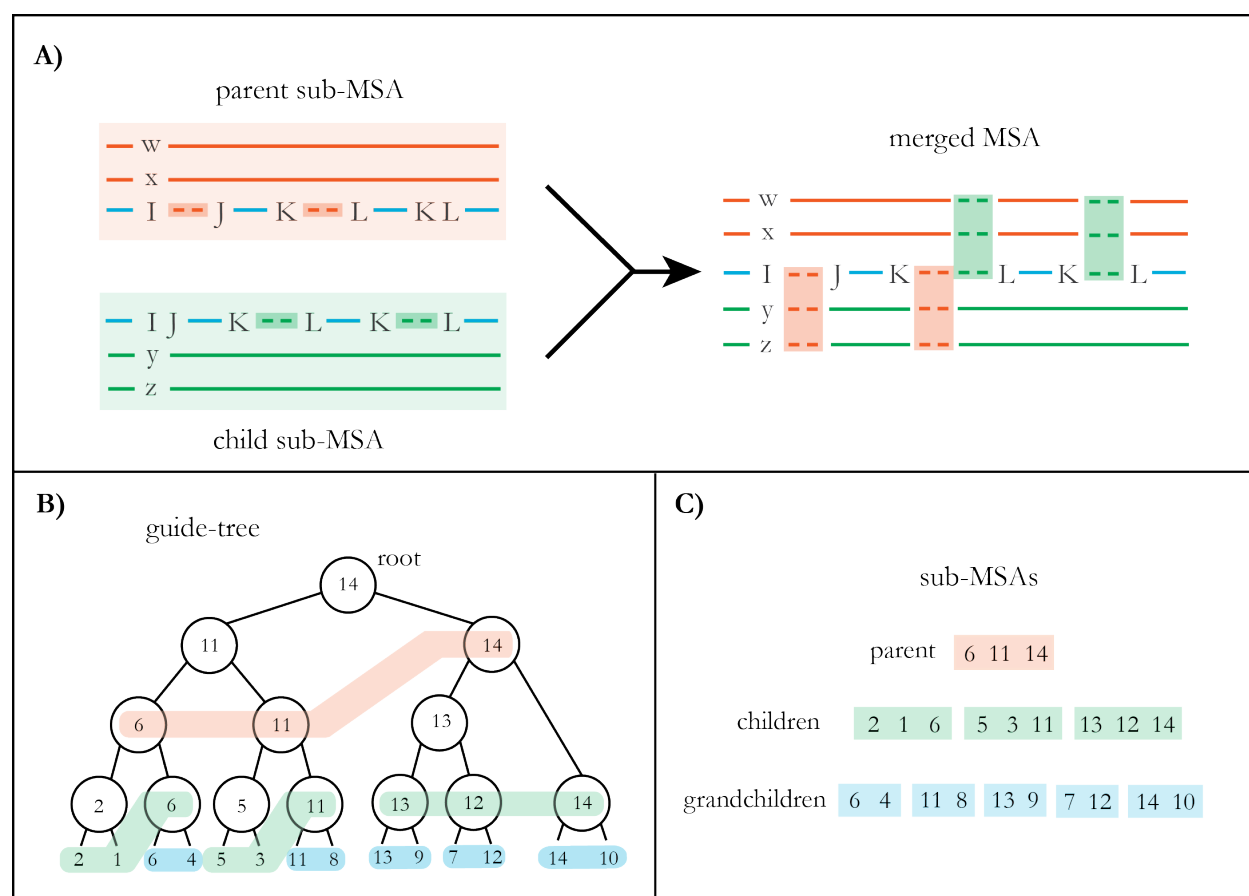 A)
parent sub-MSA
w
x
I J K L K L
I J K L K L
y
z
child sub-MSA
merged MSA
w
x
I J K L K L
y
z
B)
guide-tree
root
14
11 14
6 11 13
2 6 5 11 13 12 14
2 1 6 4 5 3 11 8 13 9 7 12 14 10
C)
sub-MSAs
parent 6 11 14
children 2 1 6 5 3 11 13 12 14
grandchildren 6 4 11 8 13 9 7 12 14 10